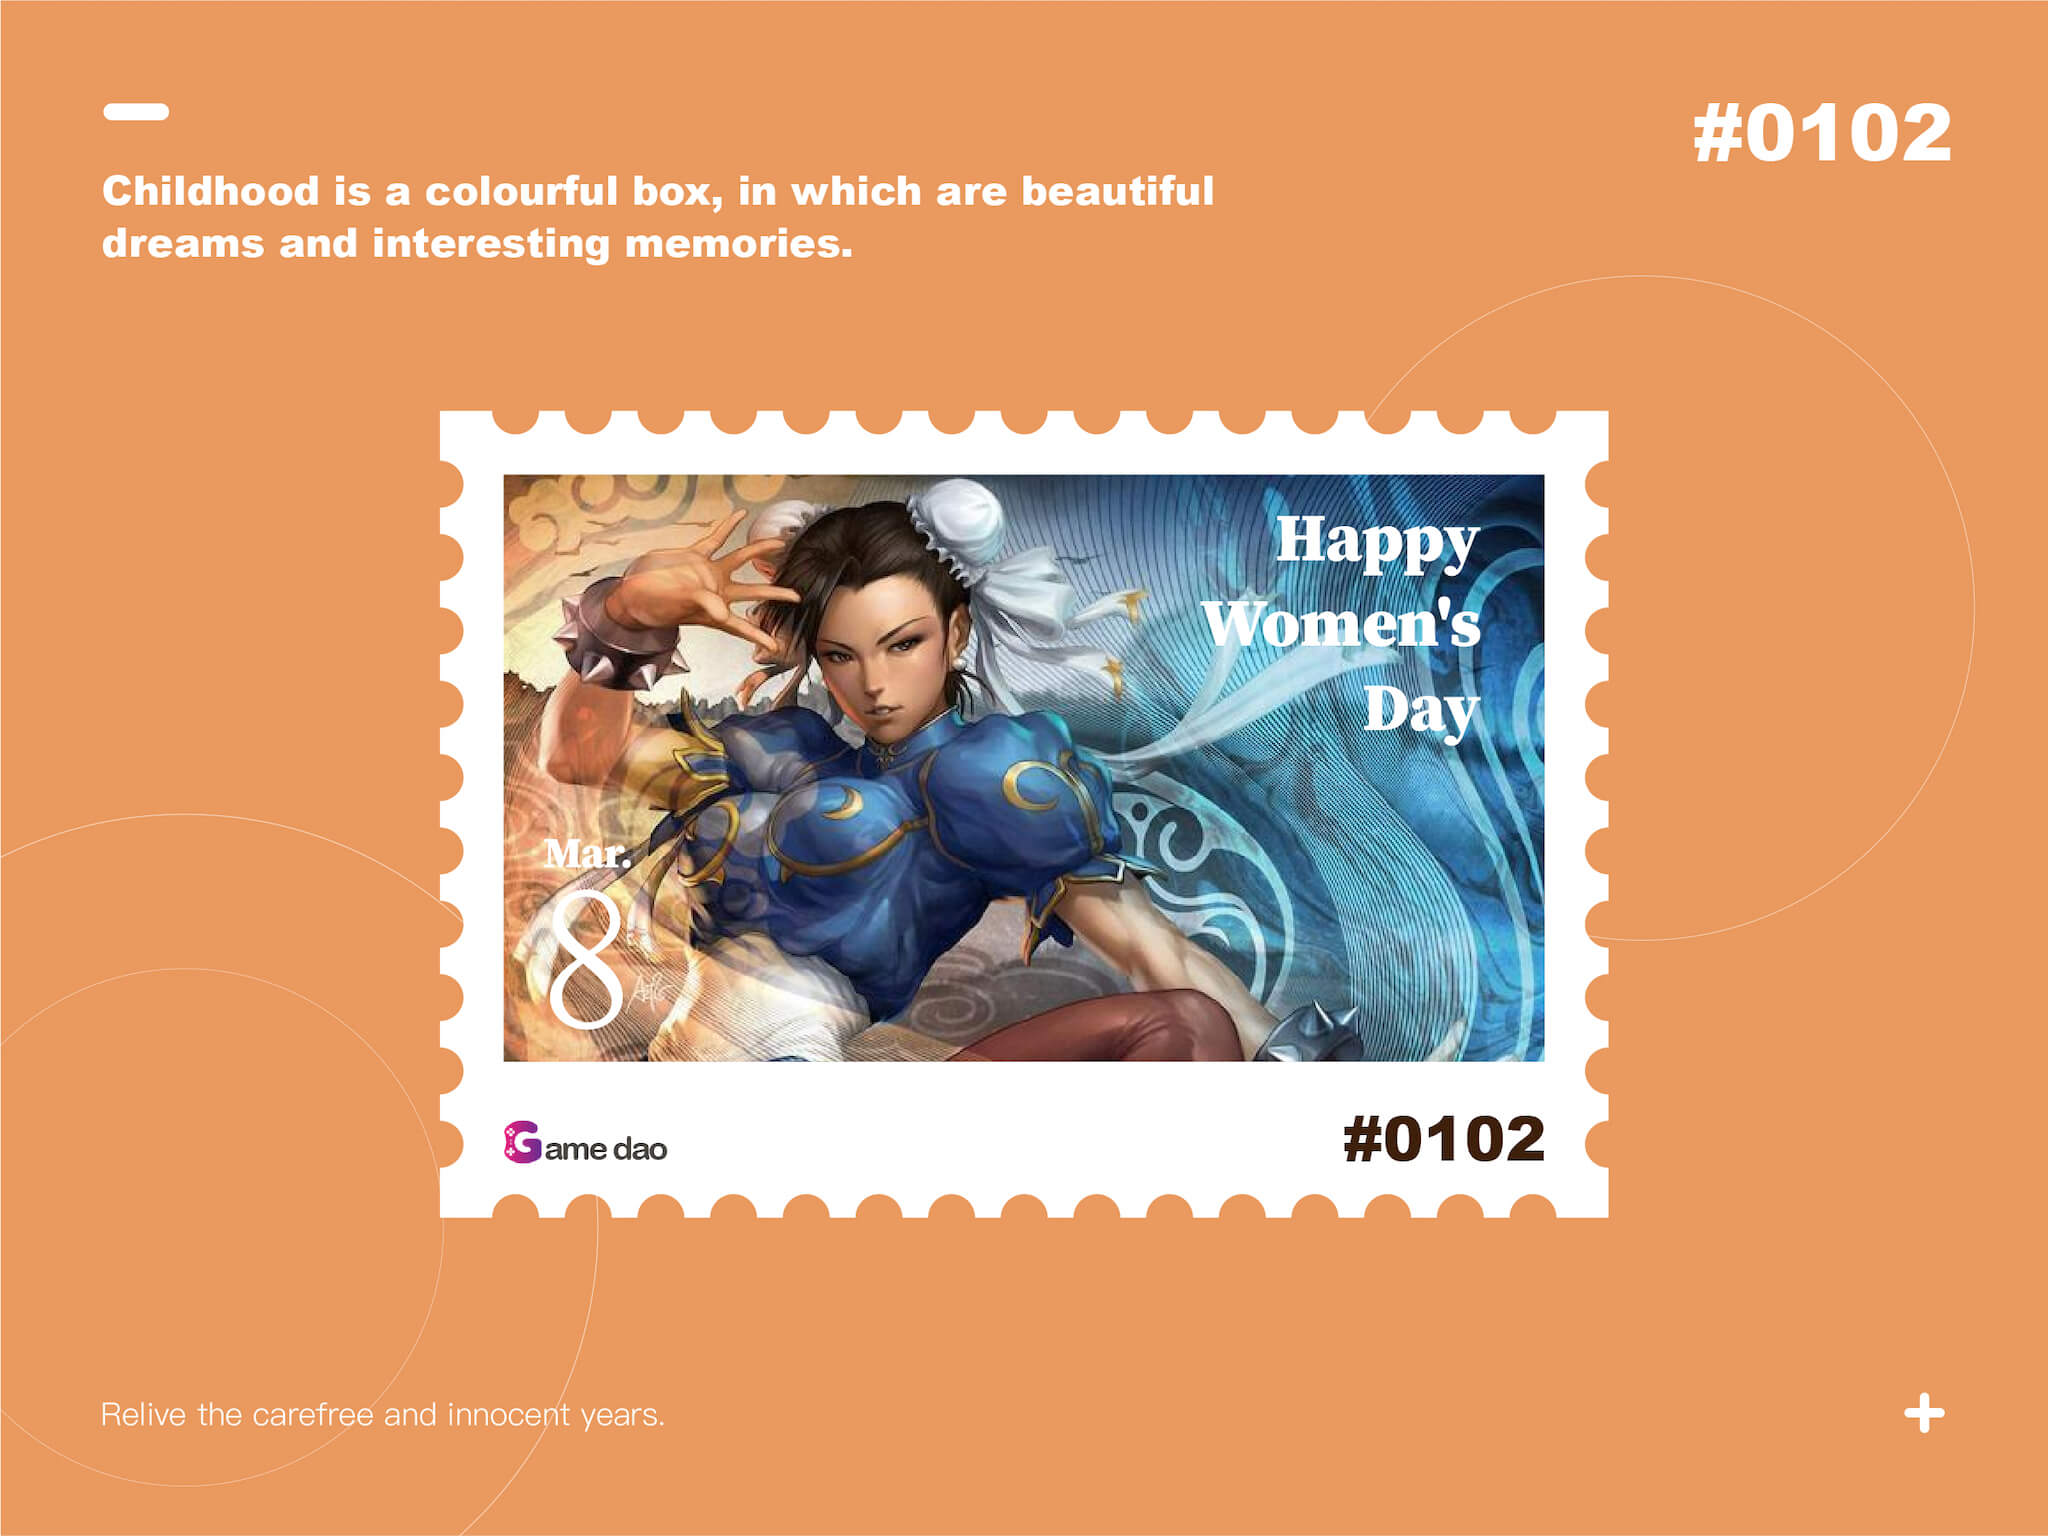 #0102
Childhood is a colourful box, in which are beautiful
dreams and interesting memories.
Happy
Women's
Day
Mar.
8
Game dao
#0102
Relive the carefree and innocent years.